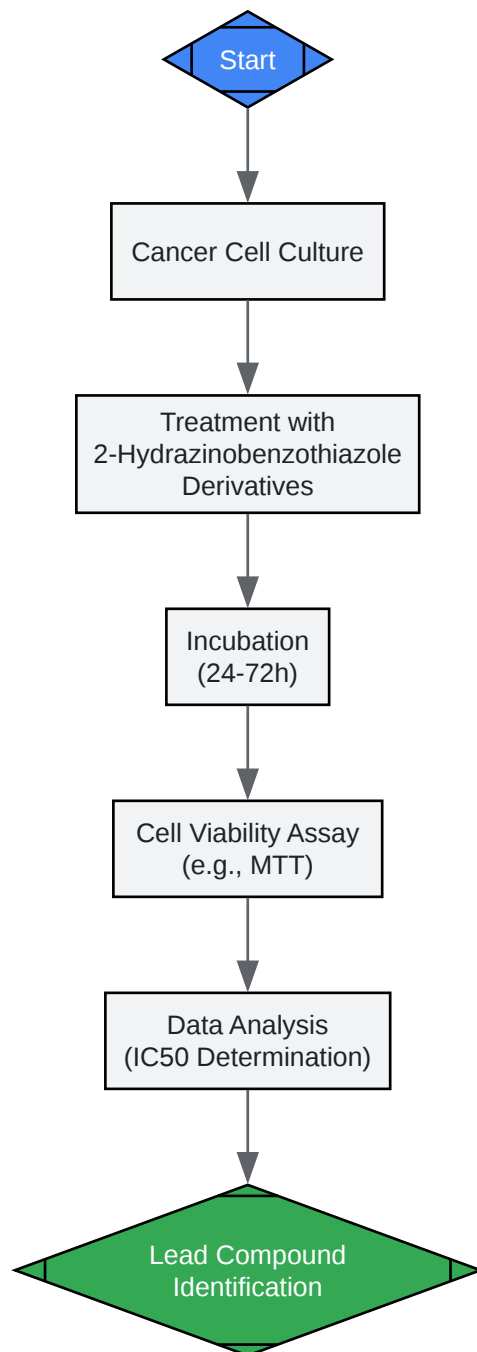 Start
Cancer Cell Culture
Treatment with
2-Hydrazinobenzothiazole
Derivatives
Incubation
(24-72h)
Cell Viability Assay
(e.g., MTT)
Data Analysis
(IC50 Determination)
Lead Compound
Identification